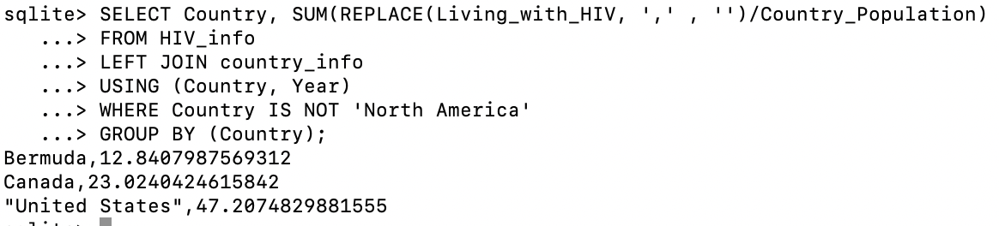 sqlite> SELECT Country, SUM(REPLACE(Living_with_HIV, ',' , '')/Country_Population)
...> FROM HIV_info
...> LEFT JOIN country_info
...> USING (Country, Year)
...> WHERE Country IS NOT 'North America'
...> GROUP BY (Country);
Bermuda,12.8407987569312
Canada,23.0240424615842
"United States",47.2074829881555
sqlite>